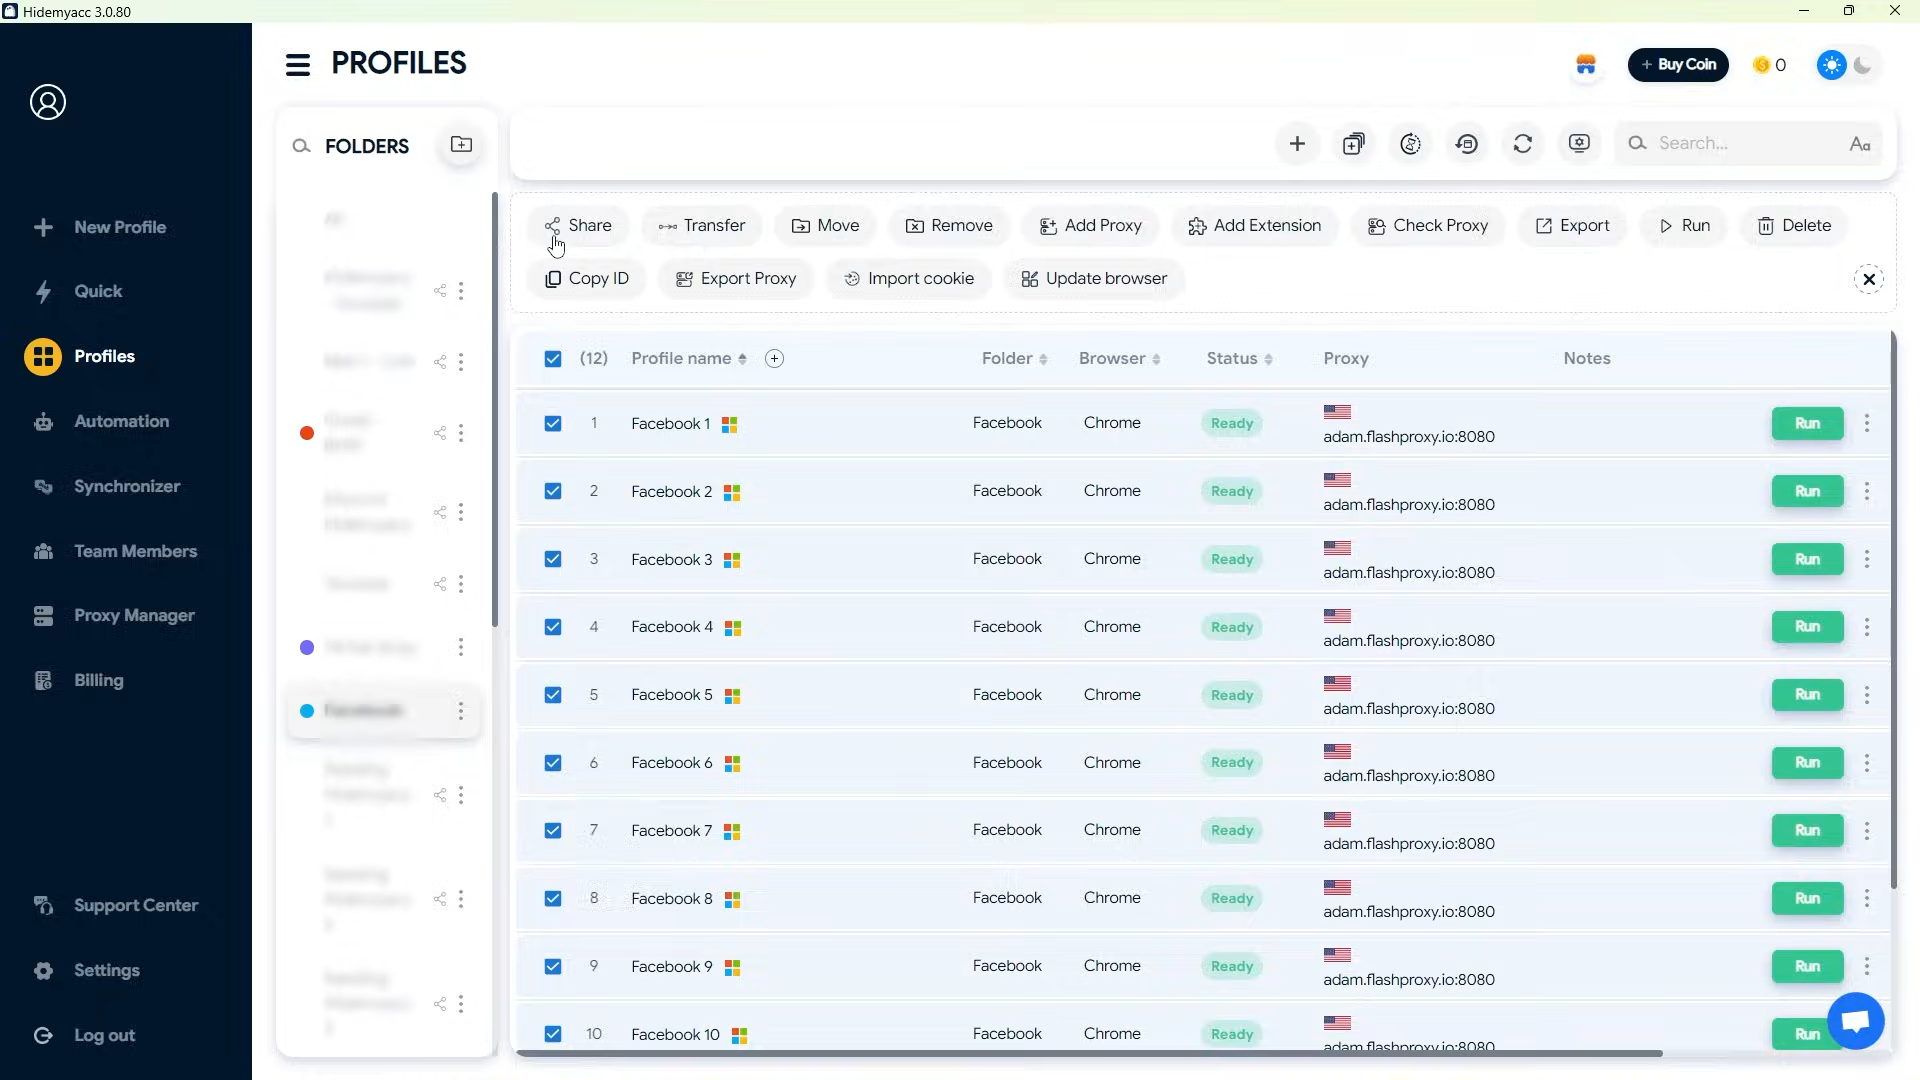 Hidemyacc 3.0.80
PROFILES
+ Buy Coin
0
New Profile
Quick
Profiles
Automation
Synchronizer
Team Members
Proxy Manager
Billing
Support Center
Settings
Log out
FOLDERS
Search...
Aa
Share
Transfer
Move
Remove
Add Proxy
Add Extension
Check Proxy
Export
Run
Delete
Copy ID
Export Proxy
Import cookie
Update browser
(12) Profile name Folder Browser Status Proxy Notes
1 Facebook 1 Facebook Chrome Ready adam.flashproxy.io:8080 Run
2 Facebook 2 Facebook Chrome Ready adam.flashproxy.io:8080 Run
3 Facebook 3 Facebook Chrome Ready adam.flashproxy.io:8080 Run
4 Facebook 4 Facebook Chrome Ready adam.flashproxy.io:8080 Run
5 Facebook 5 Facebook Chrome Ready adam.flashproxy.io:8080 Run
6 Facebook 6 Facebook Chrome Ready adam.flashproxy.io:8080 Run
7 Facebook 7 Facebook Chrome Ready adam.flashproxy.io:8080 Run
8 Facebook 8 Facebook Chrome Ready adam.flashproxy.io:8080 Run
9 Facebook 9 Facebook Chrome Ready adam.flashproxy.io:8080 Run
10 Facebook 10 Facebook Chrome Ready adam.flashproxy.io:8080 Run